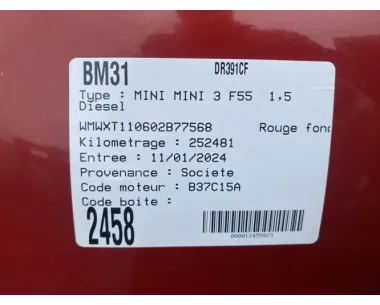 BM31 DR391CF
Type : MINI MINI 3 F55 1,5
Diesel
WMWXT110602B77568 Rouge fonc
Kilometrage : 252481
Entree : 11/01/2024
Provenance : Societe
Code moteur : B37C15A
Code boite :
2458